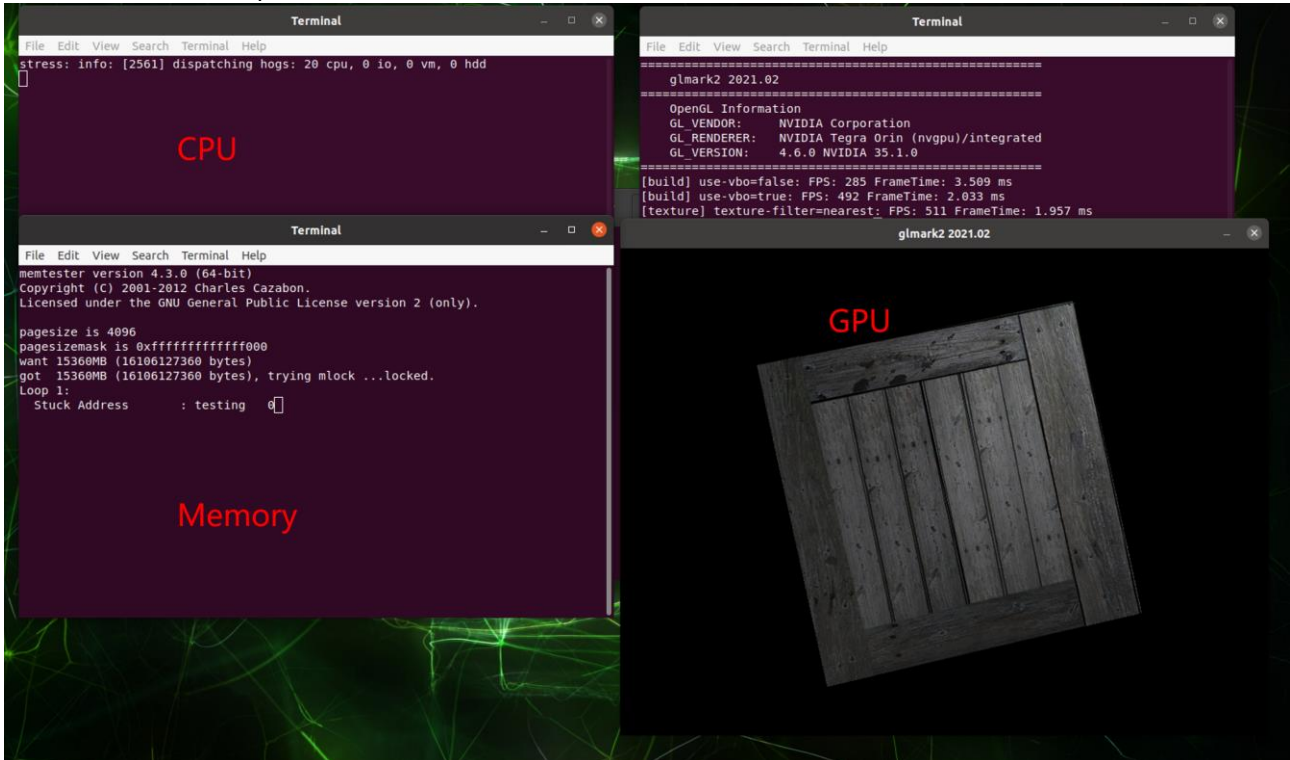 Terminal
File Edit View Search Terminal Help
stress: info: [2561] dispatching hogs: 20 cpu, 0 io, 0 vm, 0 hdd
CPU
Terminal
File Edit View Search Terminal Help
=======================================================
glmark2 2021.02
=======================================================
OpenGL Information
GL_VENDOR: NVIDIA Corporation
GL_RENDERER: NVIDIA Tegra Orin (nvgpu)/integrated
GL_VERSION: 4.6.0 NVIDIA 35.1.0
=======================================================
[build] use-vbo=false: FPS: 285 FrameTime: 3.509 ms
[build] use-vbo=true: FPS: 492 FrameTime: 2.033 ms
[texture] texture-filter=nearest: FPS: 511 FrameTime: 1.957 ms
Terminal
File Edit View Search Terminal Help
memtester version 4.3.0 (64-bit)
Copyright (C) 2001-2012 Charles Cazabon.
Licensed under the GNU General Public License version 2 (only).
pagesize is 4096
pagesizemask is 0xfffffffffffff000
want 15360MB (16106127360 bytes)
got 15360MB (16106127360 bytes), trying mlock ...locked.
Loop 1:
Stuck Address : testing 0
Memory
glmark2 2021.02
GPU